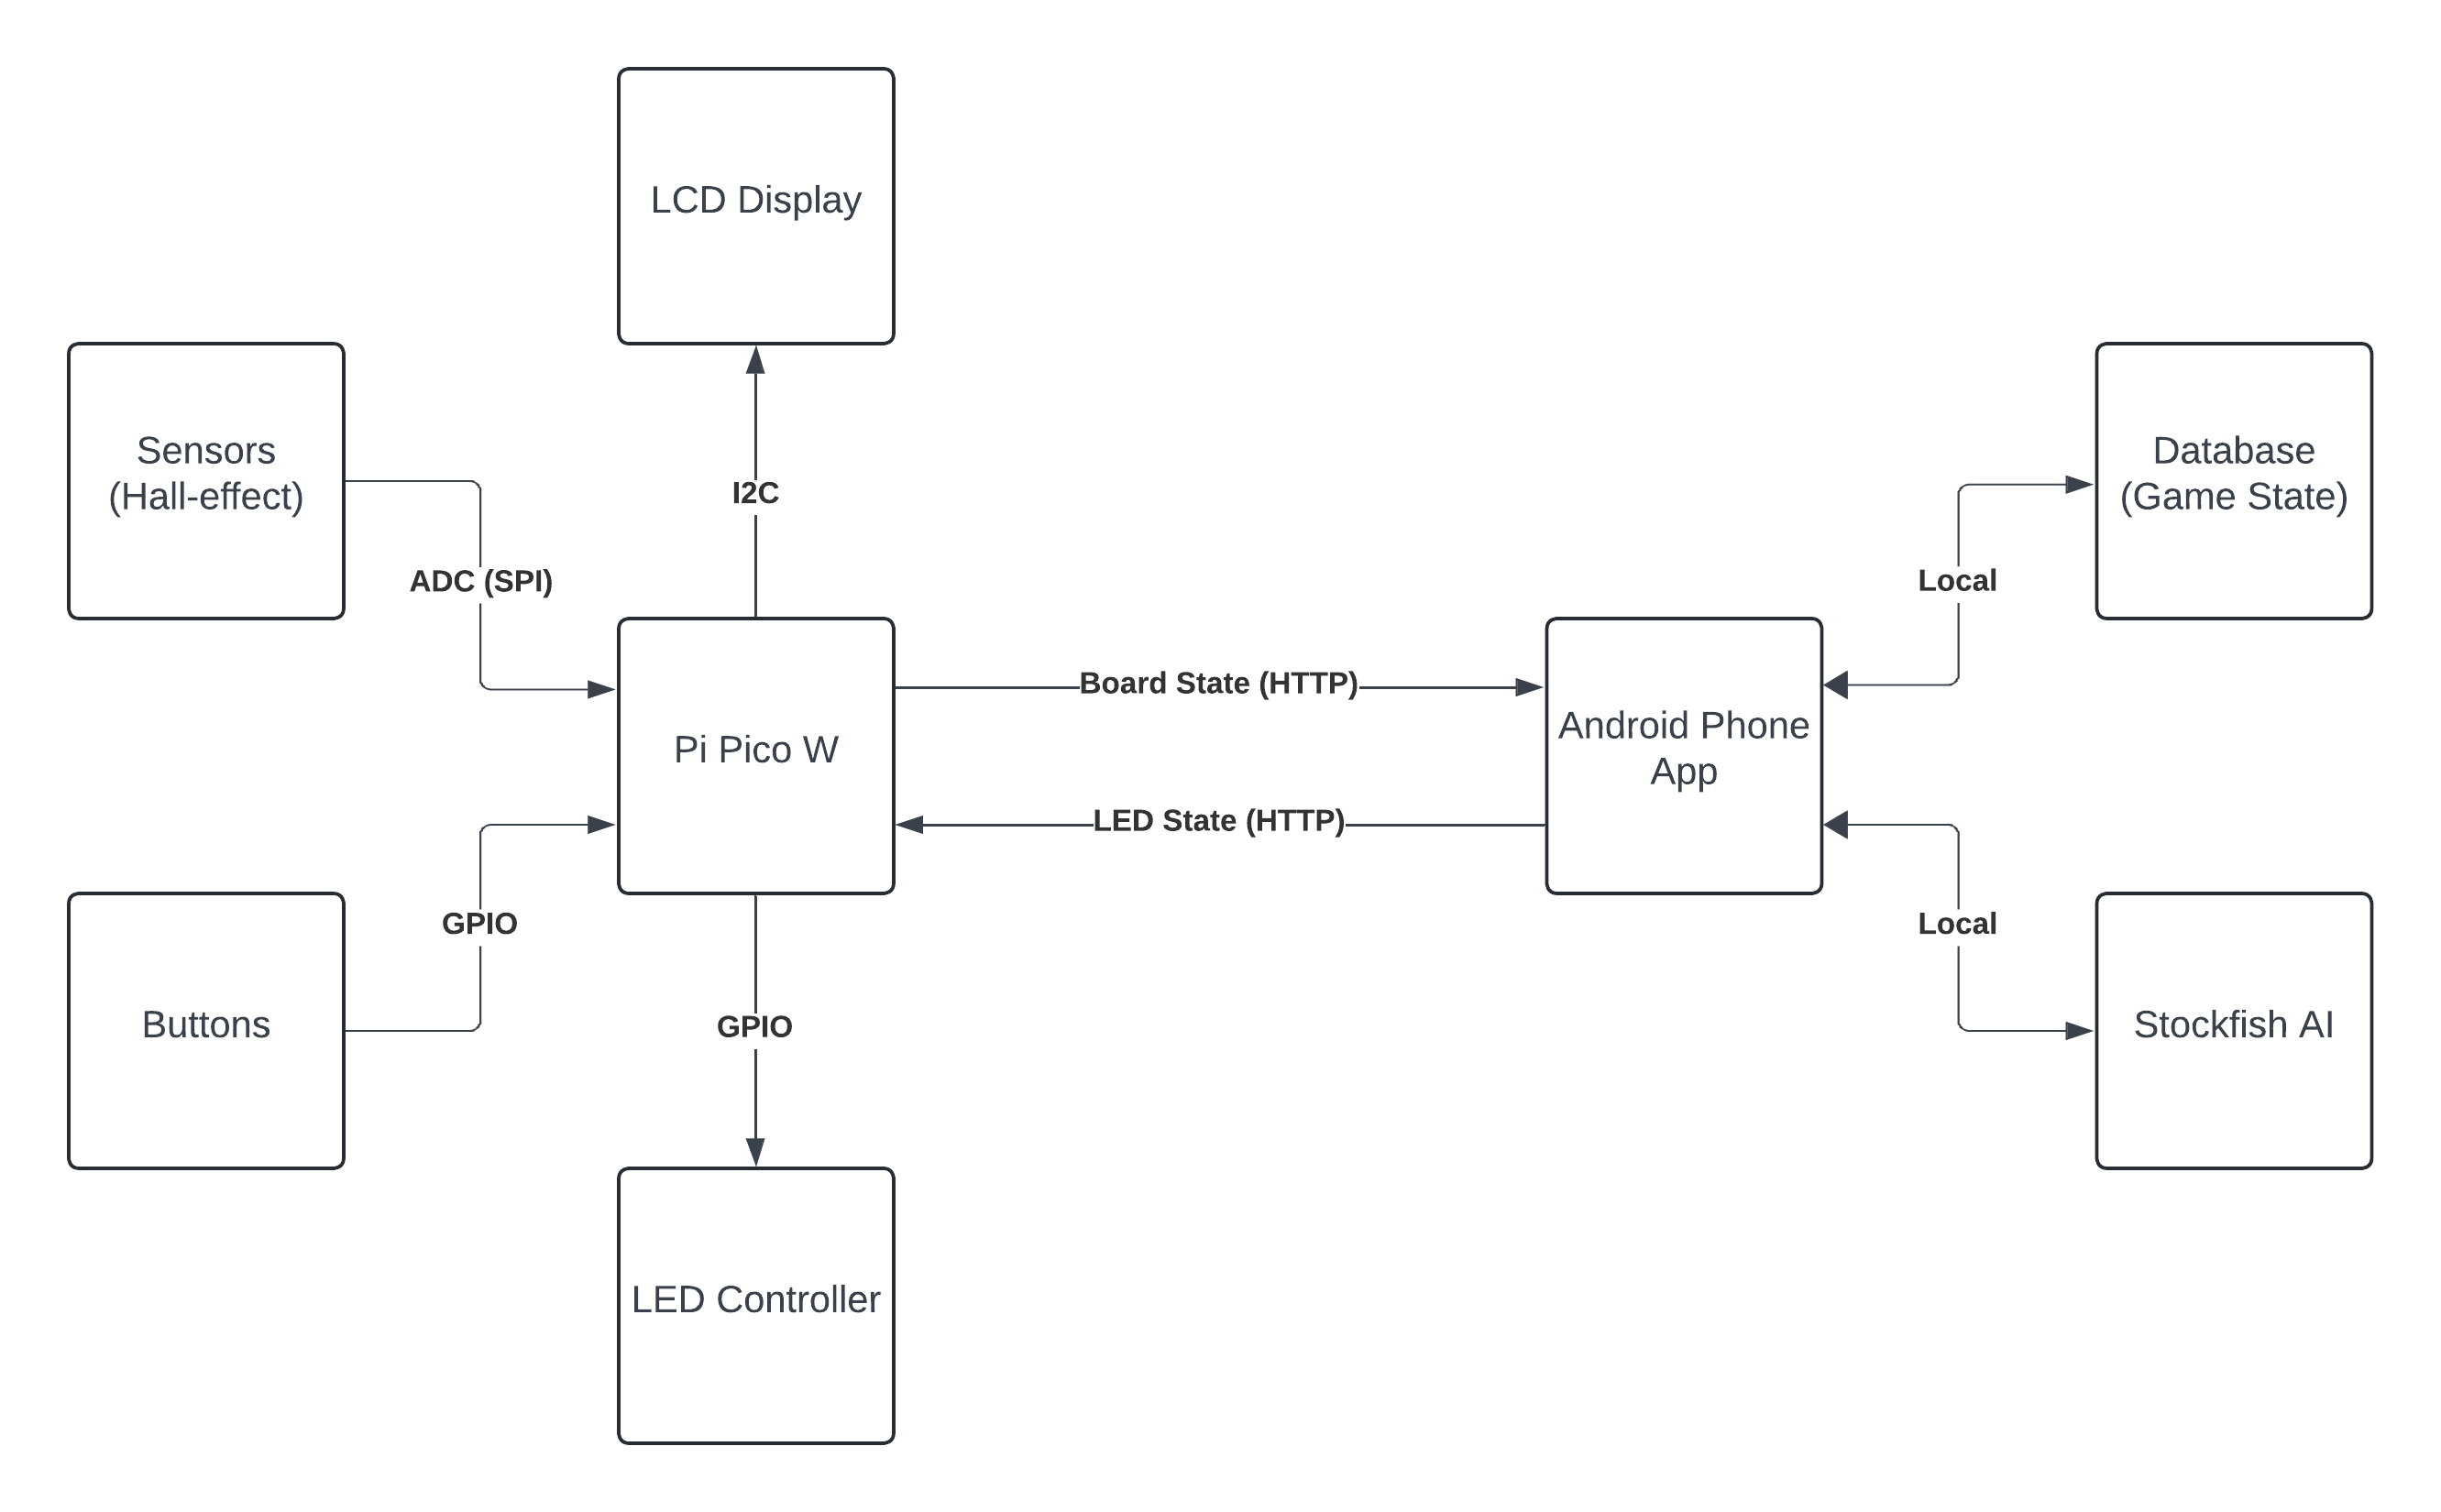 LCD Display
Sensors
(Hall-effect)
Database
(Game State)
I2C
ADC (SPI)
Local
Board State (HTTP)
Pi Pico W
Android Phone
App
LED State (HTTP)
GPIO
Local
Buttons
GPIO
Stockfish AI
LED Controller